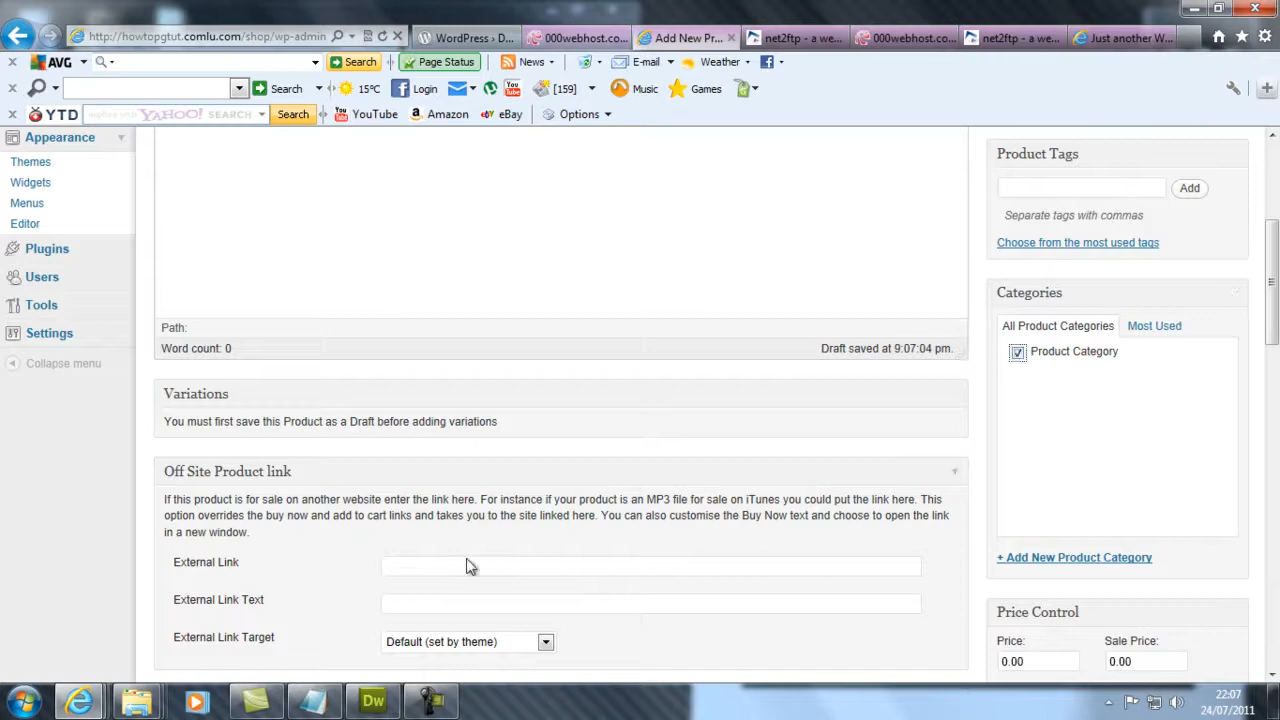 http://howtopgtut.comlu.com/shop/wp-admin
WordPress › D...
000webhost.co...
Add New Pr...
net2ftp - a we...
000webhost.co...
net2ftp - a we...
Just another W...
AVG
Search
Page Status
News
E-mail
Weather
Search
15°C
Login
[159]
Music
Games
YTD
YAHOO! SEARCH
Search
YouTube
Amazon
eBay
Options
Appearance
Themes
Widgets
Menus
Editor
Plugins
Users
Tools
Settings
Collapse menu
Path:
Word count: 0
Draft saved at 9:07:04 pm.
Variations
You must first save this Product as a Draft before adding variations
Off Site Product link
If this product is for sale on another website enter the link here. For instance if your product is an MP3 file for sale on iTunes you could put the link here. This
option overrides the buy now and add to cart links and takes you to the site linked here. You can also customise the Buy Now text and choose to open the link
in a new window.
External Link
External Link Text
External Link Target
Default (set by theme)
Product Tags
Add
Separate tags with commas
Choose from the most used tags
Categories
All Product Categories
Most Used
Product Category
+ Add New Product Category
Price Control
Price:
Sale Price:
0.00
0.00
Dw
22:07
24/07/2011